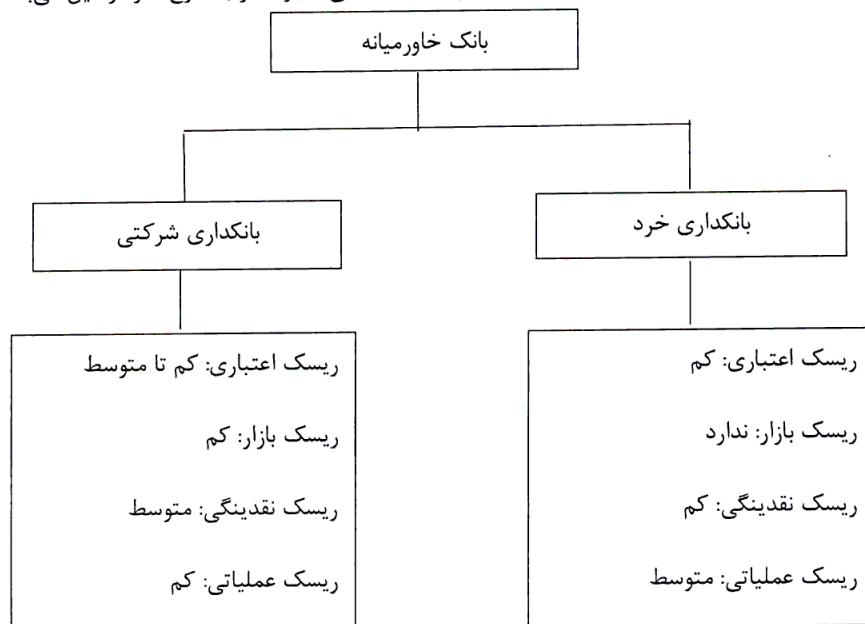 بانک خاورمیانه
بانکداری خرد
بانکداری شرکتی
ریسک اعتباری: کم
ریسک بازار: ندارد
ریسک نقدینگی: کم
ریسک عملیاتی: متوسط
ریسک اعتباری: کم تا متوسط
ریسک بازار: کم
ریسک نقدینگی: متوسط
ریسک عملیاتی: کم